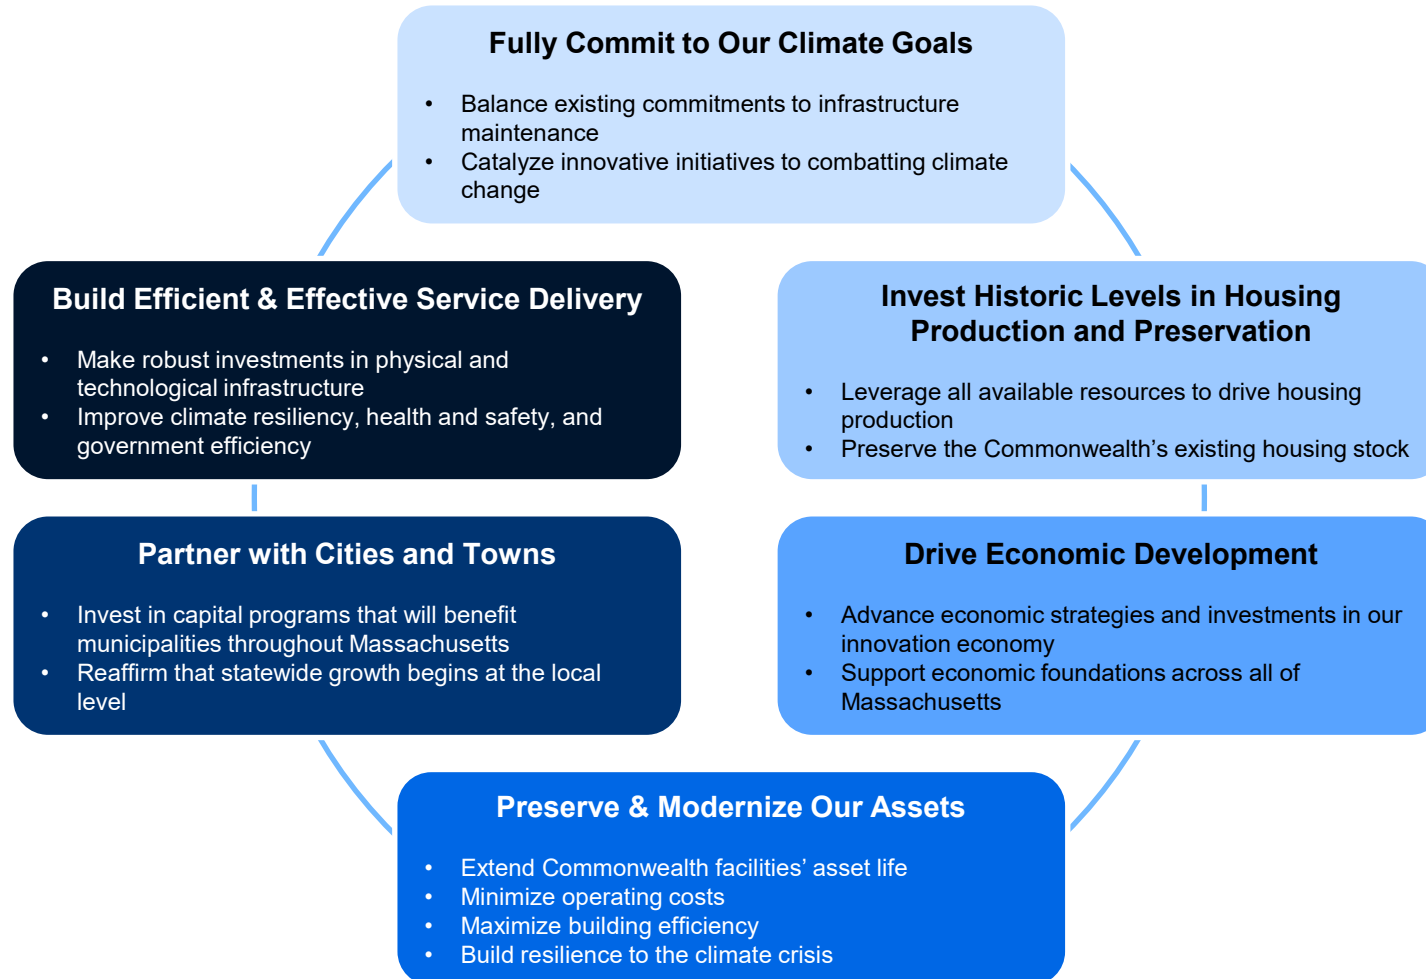 Fully Commit to Our Climate Goals
• Balance existing commitments to infrastructure
maintenance
• Catalyze innovative initiatives to combatting climate
change
Build Efficient & Effective Service Delivery
• Make robust investments in physical and
technological infrastructure
• Improve climate resiliency, health and safety, and
government efficiency
Invest Historic Levels in Housing
Production and Preservation
• Leverage all available resources to drive housing
production
• Preserve the Commonwealth’s existing housing stock
Partner with Cities and Towns
• Invest in capital programs that will benefit
municipalities throughout Massachusetts
• Reaffirm that statewide growth begins at the local
level
Drive Economic Development
• Advance economic strategies and investments in our
innovation economy
• Support economic foundations across all of
Massachusetts
Preserve & Modernize Our Assets
• Extend Commonwealth facilities’ asset life
• Minimize operating costs
• Maximize building efficiency
• Build resilience to the climate crisis